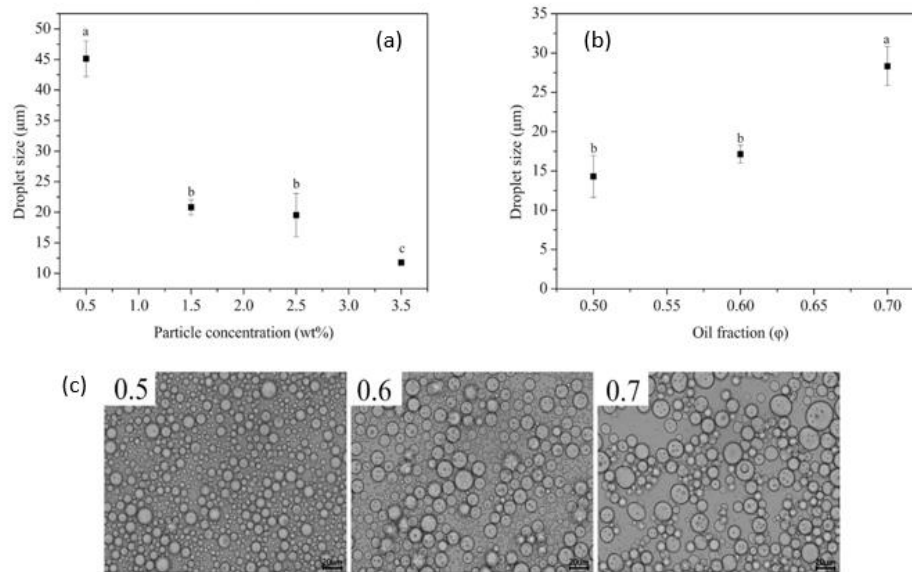 (a)
50
45
40
35
30
25
20
15
10
Droplet size (μm)
a
b
b
c
0.5 1.0 1.5 2.0 2.5 3.0 3.5
Particle concentration (wt%)
(b)
35
30
25
20
15
10
5
0
Droplet size (μm)
b
b
a
0.50 0.55 0.60 0.65 0.70
Oil fraction (φ)
(c)
0.5 0.6 0.7
20um 20um 20um